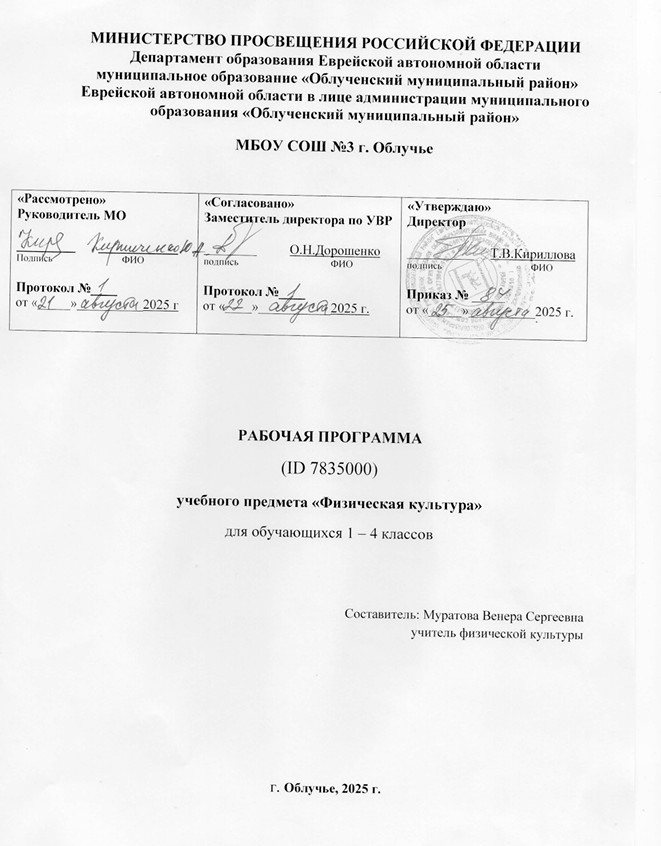 МИНИСТЕРСТВО ПРОСВЕЩЕНИЯ РОССИЙСКОЙ ФЕДЕРАЦИИ
Департамент образования Еврейской автономной области
муниципальное образование «Облученский муниципальный район»
Еврейской автономной области в лице администрации муниципального
образования «Облученский муниципальный район»
МБОУ СОШ №3 г. Облучье
«Рассмотрено»
Руководитель МО
Подпись ФИО
Протокол № 1
от «21» августа 2025 г
«Согласовано»
Заместитель директора по УВР
О.Н.Дорошенко
подпись ФИО
Протокол № 1
от «22» августа 2025 г.
«Утверждаю»
Директор
Т.В.Кириллова
подпись ФИО
Приказ № 84
от «25» августа 2025 г.
РАБОЧАЯ ПРОГРАММА
(ID 7835000)
учебного предмета «Физическая культура»
для обучающихся 1 – 4 классов
Составитель: Муратова Венера Сергеевна
учитель физической культуры
г. Облучье, 2025 г.